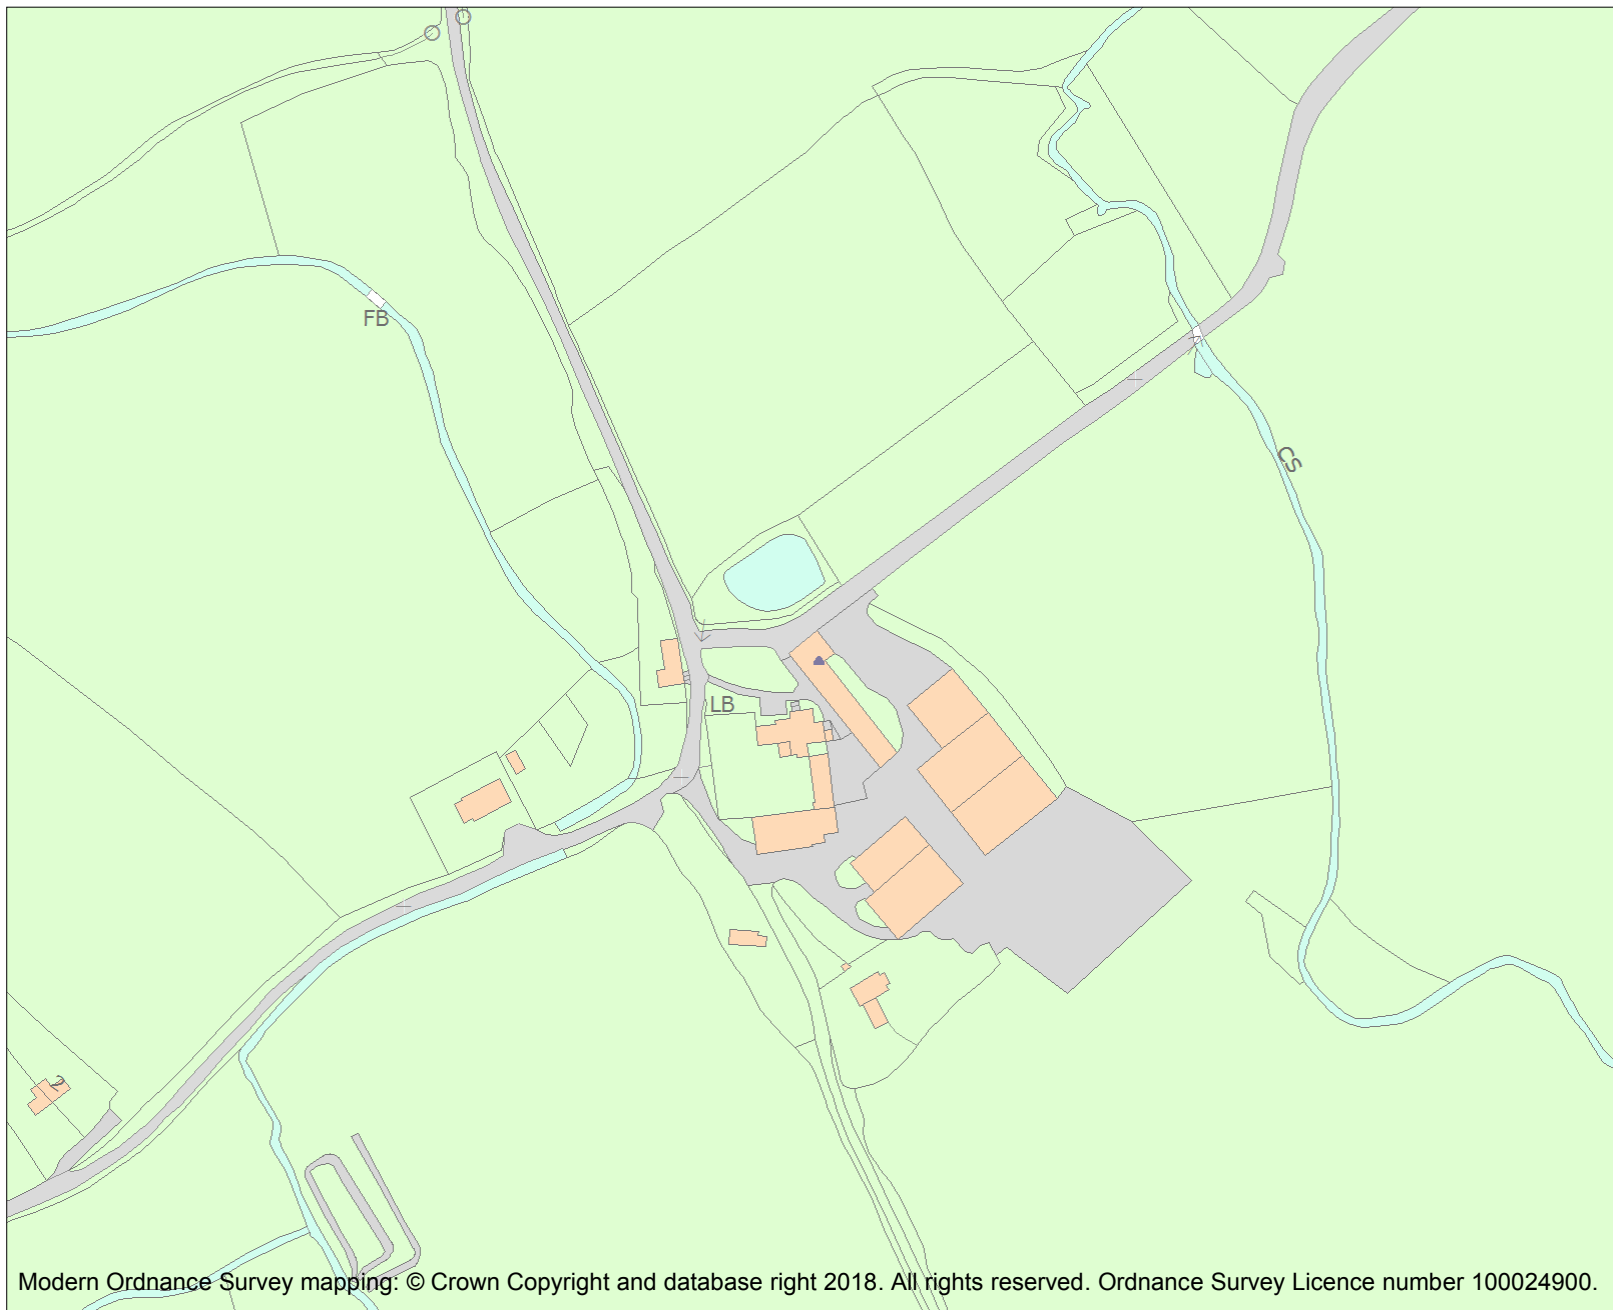 FB
CS
LB
2
Modern Ordnance Survey mapping: © Crown Copyright and database right 2018. All rights reserved. Ordnance Survey Licence number 100024900.